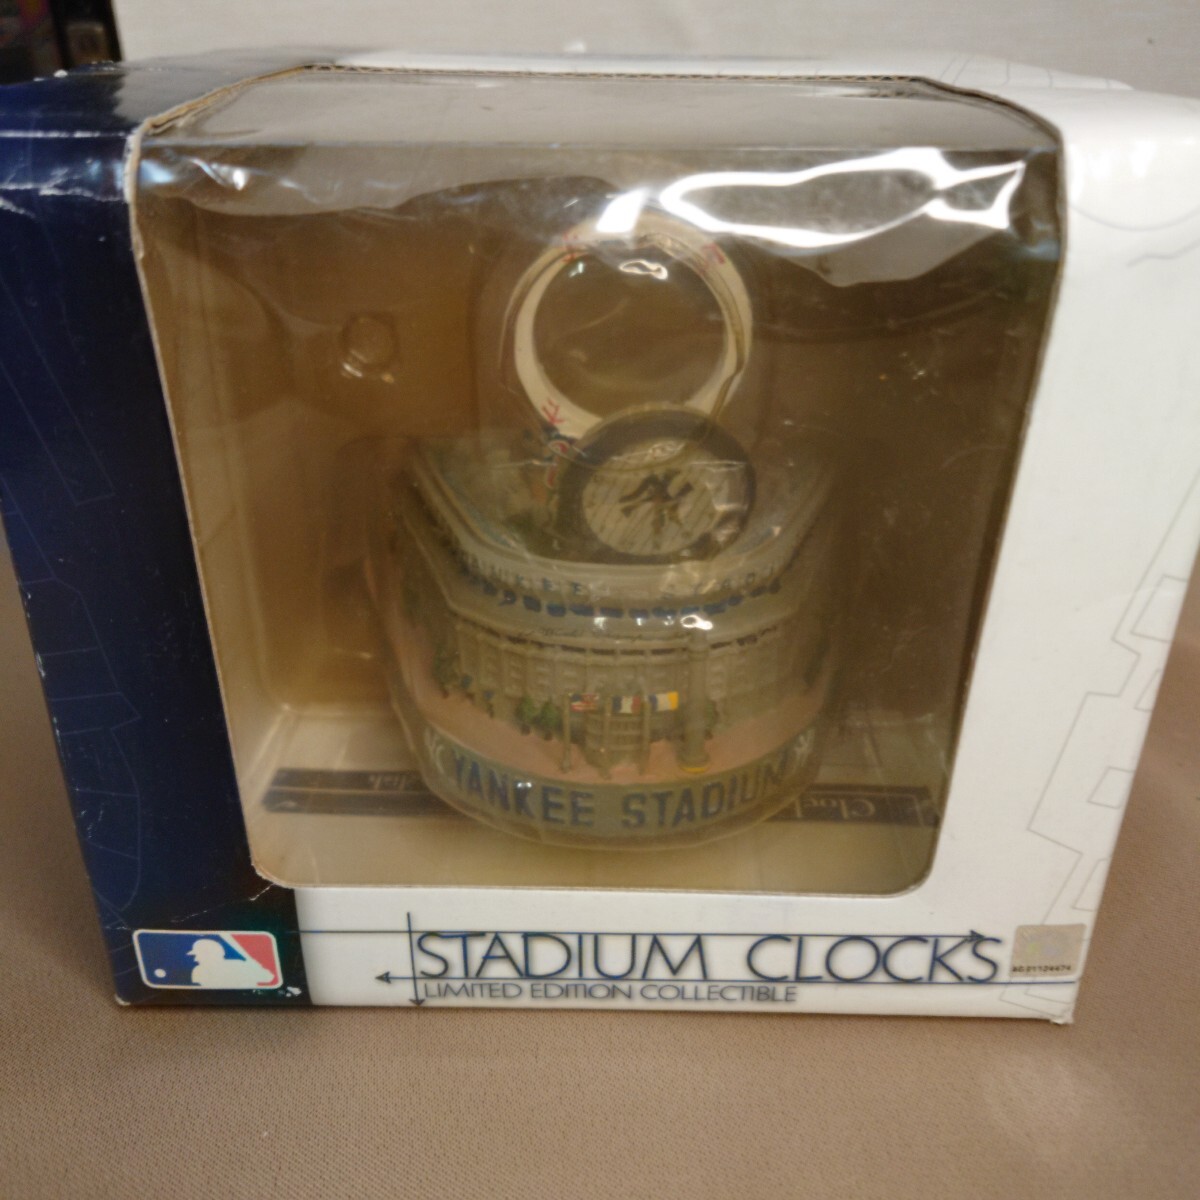 YANKEE STADIUM
STADIUM CLOCKS
LIMITED EDITION COLLECTIBLE